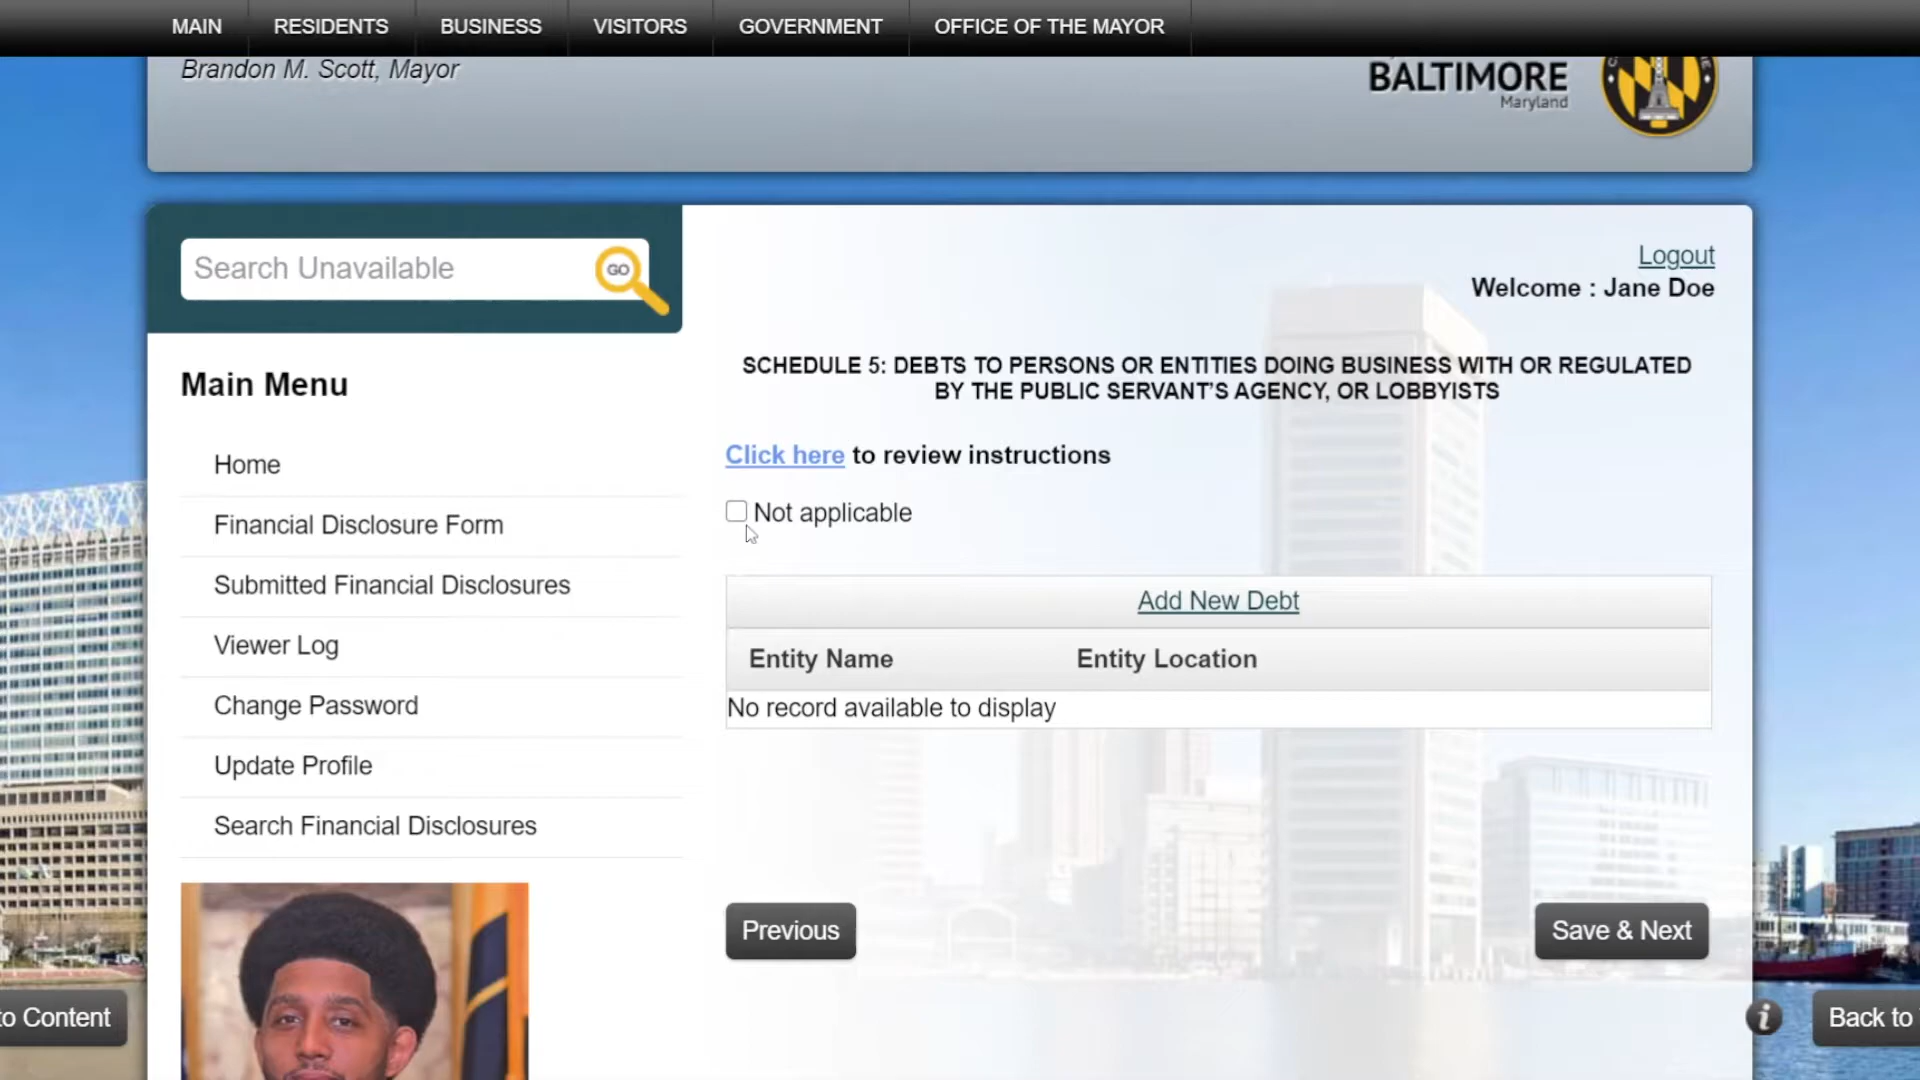 MAIN
RESIDENTS
BUSINESS
VISITORS
GOVERNMENT
OFFICE OF THE MAYOR
Brandon M. Scott, Mayor
BALTIMORE
Maryland
Search Unavailable
GO
Logout
Welcome : Jane Doe
Main Menu
Home
Financial Disclosure Form
Submitted Financial Disclosures
Viewer Log
Change Password
Update Profile
Search Financial Disclosures
SCHEDULE 5: DEBTS TO PERSONS OR ENTITIES DOING BUSINESS WITH OR REGULATED
BY THE PUBLIC SERVANT’S AGENCY, OR LOBBYISTS
Click here to review instructions
Not applicable
Add New Debt
Entity Name Entity Location
No record available to display
Previous
Save & Next
to Content
i
Back to